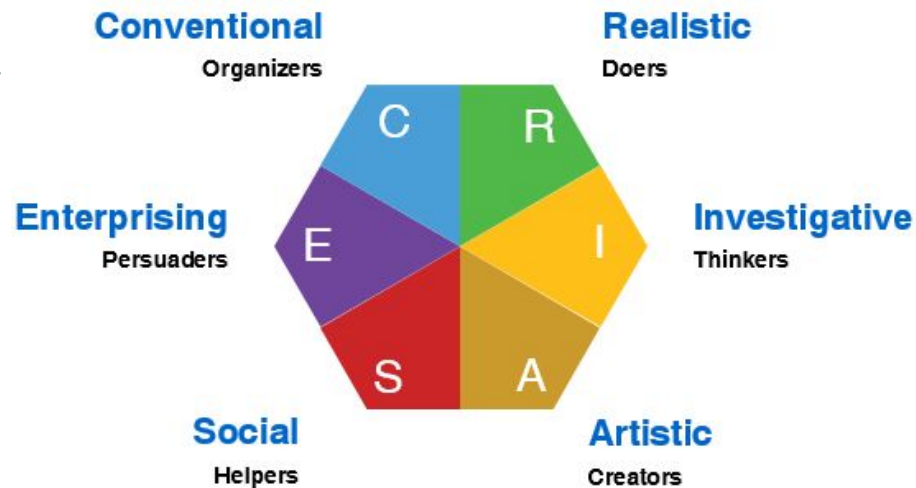 Conventional
Organizers
Realistic
Doers
C
R
Enterprising
Persuaders
E
I
Investigative
Thinkers
S
A
Social
Helpers
Artistic
Creators